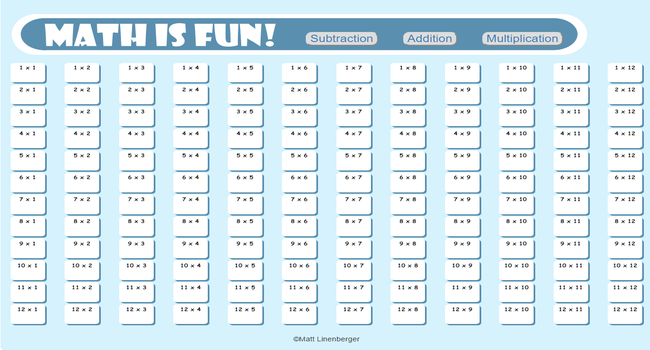 MATH IS FUN! Subtraction Addition Multiplication
1 x 1 1 x 2 1 x 3 1 x 4 1 x 5 1 x 6 1 x 7 1 x 8 1 x 9 1 x 10 1 x 11 1 x 12
2 x 1 2 x 2 2 x 3 2 x 4 2 x 5 2 x 6 2 x 7 2 x 8 2 x 9 2 x 10 2 x 11 2 x 12
3 x 1 3 x 2 3 x 3 3 x 4 3 x 5 3 x 6 3 x 7 3 x 8 3 x 9 3 x 10 3 x 11 3 x 12
4 x 1 4 x 2 4 x 3 4 x 4 4 x 5 4 x 6 4 x 7 4 x 8 4 x 9 4 x 10 4 x 11 4 x 12
5 x 1 5 x 2 5 x 3 5 x 4 5 x 5 5 x 6 5 x 7 5 x 8 5 x 9 5 x 10 5 x 11 5 x 12
6 x 1 6 x 2 6 x 3 6 x 4 6 x 5 6 x 6 6 x 7 6 x 8 6 x 9 6 x 10 6 x 11 6 x 12
7 x 1 7 x 2 7 x 3 7 x 4 7 x 5 7 x 6 7 x 7 7 x 8 7 x 9 7 x 10 7 x 11 7 x 12
8 x 1 8 x 2 8 x 3 8 x 4 8 x 5 8 x 6 8 x 7 8 x 8 8 x 9 8 x 10 8 x 11 8 x 12
9 x 1 9 x 2 9 x 3 9 x 4 9 x 5 9 x 6 9 x 7 9 x 8 9 x 9 9 x 10 9 x 11 9 x 12
10 x 1 10 x 2 10 x 3 10 x 4 10 x 5 10 x 6 10 x 7 10 x 8 10 x 9 10 x 10 10 x 11 10 x 12
11 x 1 11 x 2 11 x 3 11 x 4 11 x 5 11 x 6 11 x 7 11 x 8 11 x 9 11 x 10 11 x 11 11 x 12
12 x 1 12 x 2 12 x 3 12 x 4 12 x 5 12 x 6 12 x 7 12 x 8 12 x 9 12 x 10 12 x 11 12 x 12
©Matt Linenberger